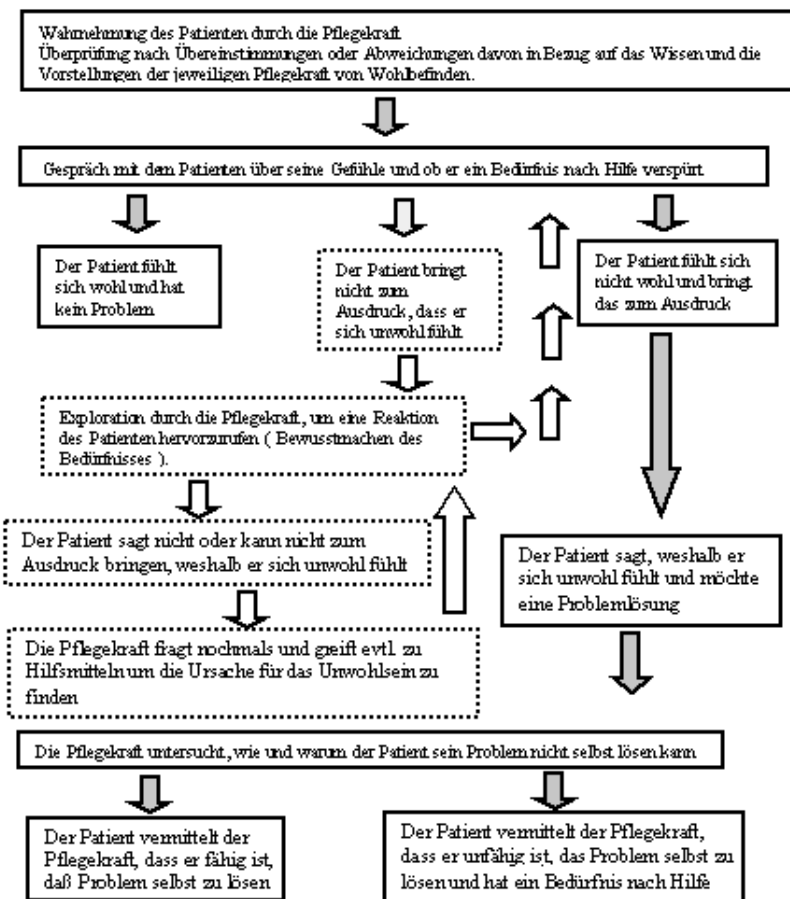 Wahrnehmung des Patienten durch die Pflegekraft
Überprüfung nach Übereinstimmungen oder Abweichungen davon in Bezug auf das Wissen und die
Vorstellungen der jeweiligen Pflegekraft von Wohlbefinden.
Gespräch mit dem Patienten über seine Gefühle und ob er ein Bedürfnis nach Hilfe verspürt
Der Patient fühlt
sich wohl und hat
kein Problem
Der Patient bringt
nicht zum
Ausdruck, dass er
sich unwohl fühlt
Der Patient fühlt sich
nicht wohl und bringt
das zum Ausdruck
Exploration durch die Pflegekraft, um eine Reaktion
des Patienten hervorzurufen ( Bewusstmachen des
Bedürfnisses ).
Der Patient sagt nicht oder kann nicht zum
Ausdruck bringen, weshalb er sich unwohl fühlt
Der Patient sagt, weshalb er
sich unwohl fühlt und möchte
eine Problemlösung
Die Pflegekraft fragt nochmals und greift evtl. zu
Hilfsmitteln um die Ursache für das Unwohlsein zu
finden
Die Pflegekraft untersucht, wie und warum der Patient sein Problem nicht selbst lösen kann
Der Patient vermittelt der
Pflegekraft, dass er fähig ist,
daß Problem selbst zu lösen
Der Patient vermittelt der Pflegekraft,
dass er unfähig ist, das Problem selbst zu
lösen und hat ein Bedürfnis nach Hilfe